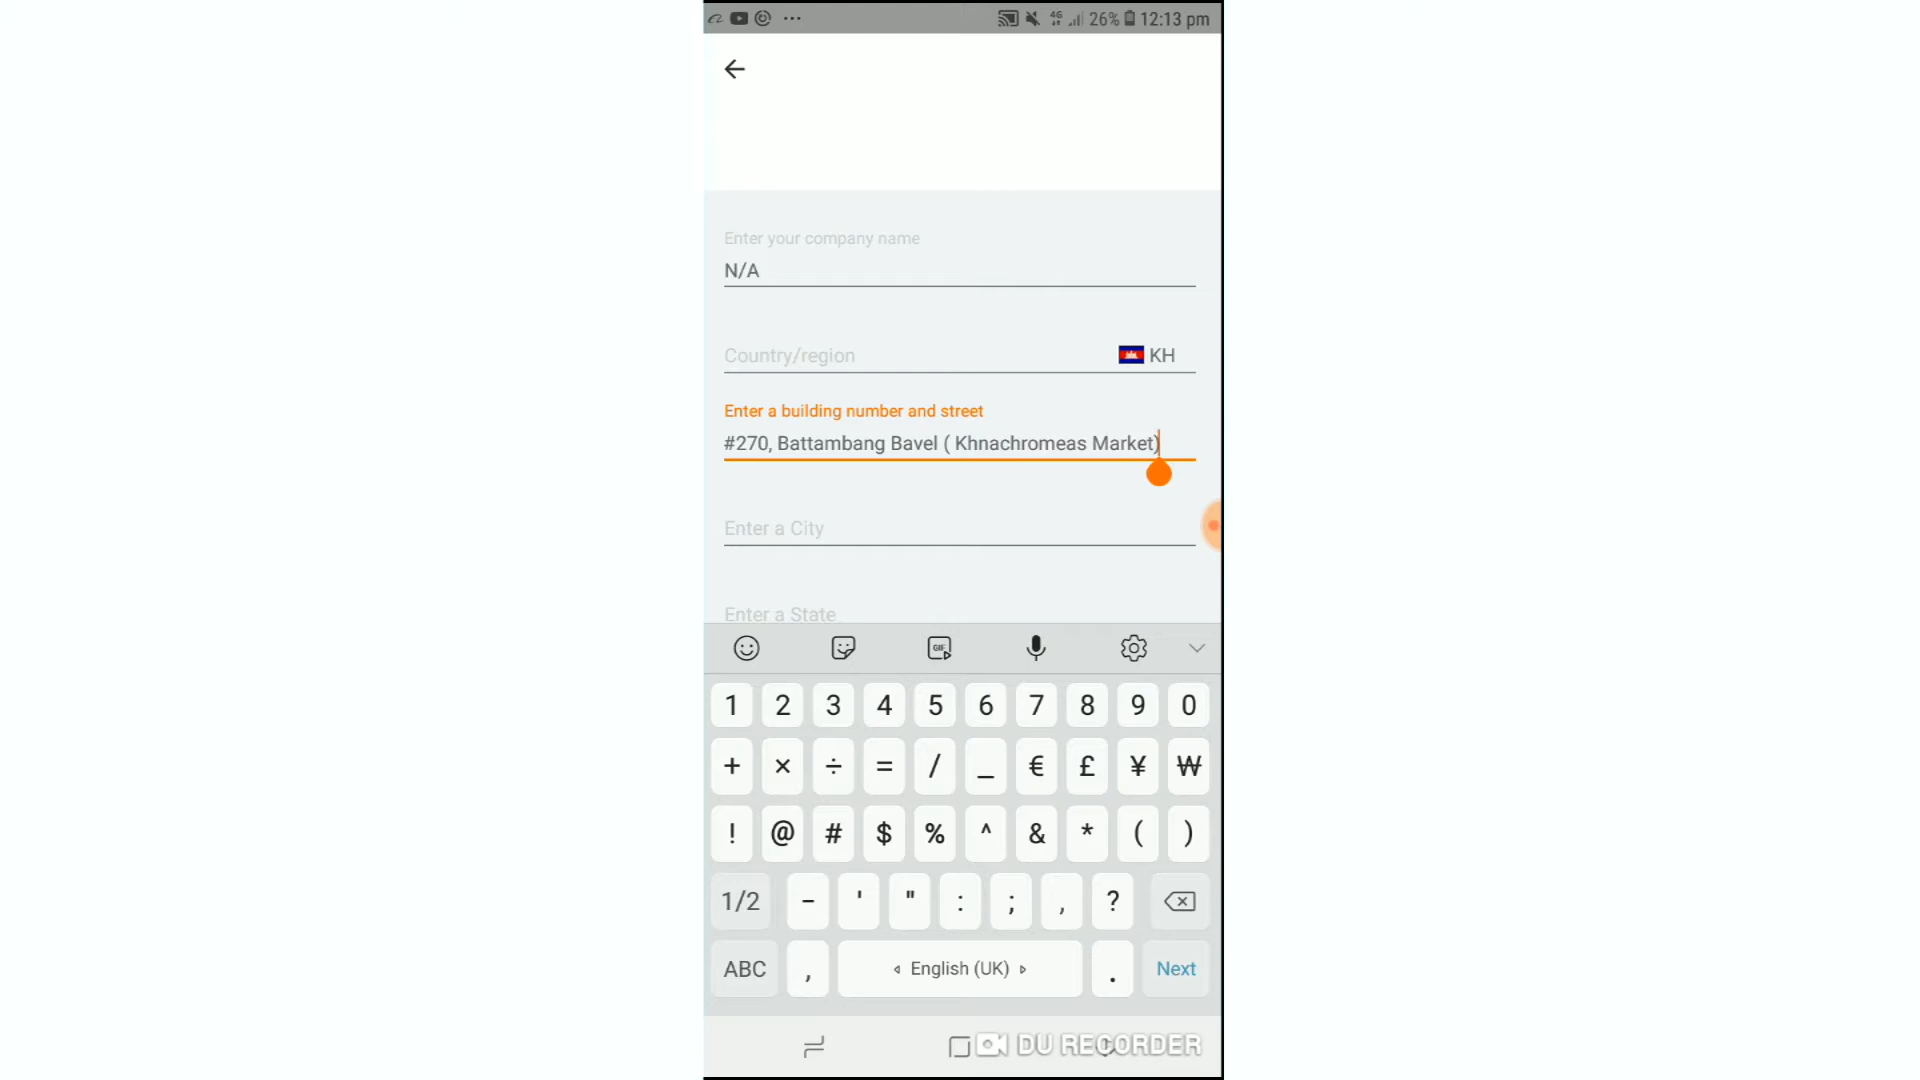 4G 26% 12:13 pm
Enter your company name
N/A
Country/region KH
Enter a building number and street
#270, Battambang Bavel ( Khnachromeas Market)
Enter a City
Enter a State
GIF
1 2 3 4 5 6 7 8 9 0
+ × ÷ = / _ € £ ¥ ₩
! @ # $ % ^ & * ( )
1/2 - ' " : ; , ?
ABC , English (UK) . Next
DU RECORDER